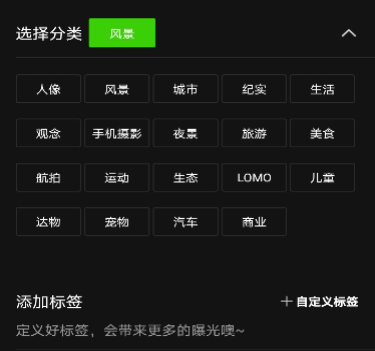 选择分类 风景
人像 风景 城市 纪实 生活
观念 手机摄影 夜景 旅游 美食
航拍 运动 生态 LOMO 儿童
达物 宠物 汽车 商业
添加标签 + 自定义标签
定义好标签，会带来更多的曝光噢~